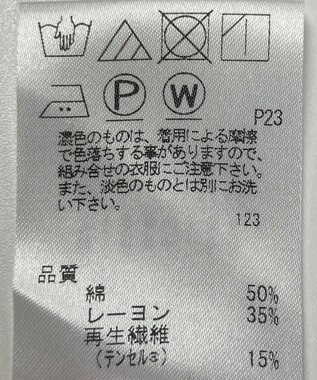 P W
P23
濃色のものは、着用による摩擦
で色落ちする事がありますので、
組み合せの衣服にご注意下さい。
また、淡色のものとは別にお洗
い下さい。
123
品質
綿 50%
レーヨン 35%
再生繊維
(テンセル®) 15%